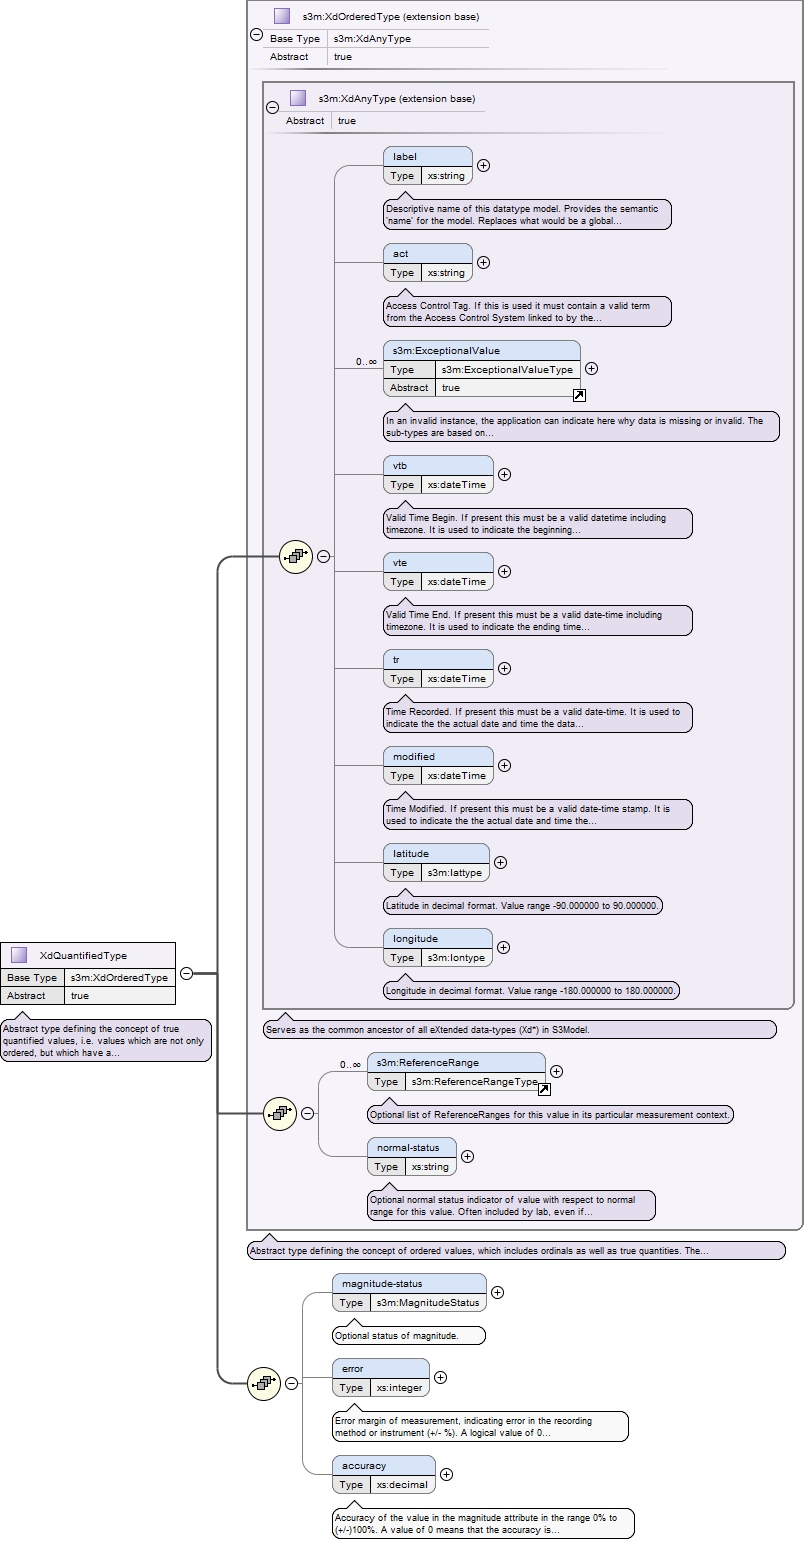 s3m:XdOrderedType (extension base)
Base Type s3m:XdAnyType
Abstract true
s3m:XdAnyType (extension base)
Abstract true
label
Type xs:string
Descriptive name of this datatype model. Provides the semantic
'name' for the model. Replaces what would be a global...
act
Type xs:string
Access Control Tag. If this is used it must contain a valid term
from the Access Control System linked to by the...
0..∞
s3m:ExceptionalValue
Type s3m:ExceptionalValueType
Abstract true
In an invalid instance, the application can indicate here why data is missing or invalid. The
sub-types are based on...
vtb
Type xs:dateTime
Valid Time Begin. If present this must be a valid datetime including
timezone. It is used to indicate the beginning...
vte
Type xs:dateTime
Valid Time End. If present this must be a valid date-time including
timezone. It is used to indicate the ending time...
tr
Type xs:dateTime
Time Recorded. If present this must be a valid date-time. It is used to
indicate the the actual date and time the data...
modified
Type xs:dateTime
Time Modified. If present this must be a valid date-time stamp. It is
used to indicate the the actual date and time the...
latitude
Type s3m:lattype
Latitude in decimal format. Value range -90.000000 to 90.000000.
longitude
Type s3m:lontype
Longitude in decimal format. Value range -180.000000 to 180.000000.
XdQuantifiedType
Base Type s3m:XdOrderedType
Abstract true
Abstract type defining the concept of true
quantified values, i.e. values which are not only
ordered, but which have a...
Serves as the common ancestor of all eXtended data-types (Xd*) in S3Model.
0..∞
s3m:ReferenceRange
Type s3m:ReferenceRangeType
Optional list of ReferenceRanges for this value in its particular measurement context.
normal-status
Type xs:string
Optional normal status indicator of value with respect to normal
range for this value. Often included by lab, even if...
Abstract type defining the concept of ordered values, which includes ordinals as well as true quantities. The...
magnitude-status
Type s3m:MagnitudeStatus
Optional status of magnitude.
error
Type xs:integer
Error margin of measurement, indicating error in the recording
method or instrument (+/- %). A logical value of 0...
accuracy
Type xs:decimal
Accuracy of the value in the magnitude attribute in the range 0% to
(+/-)100%. A value of 0 means that the accuracy is...